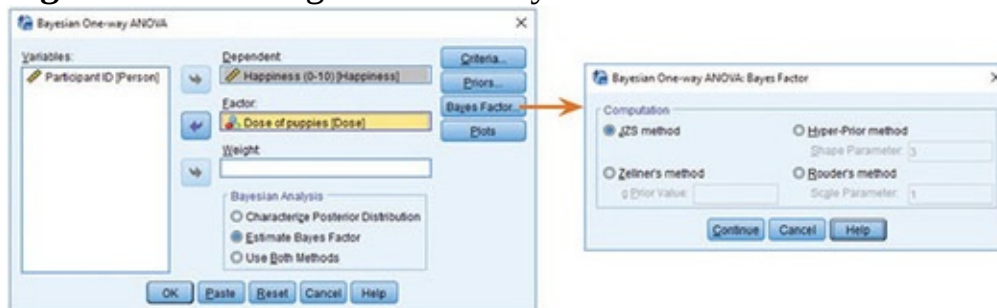 Bayesian One-way ANOVA
Variables:
Participant ID [Person]
Dependent:
Happiness (0-10) [Happiness]
Factor:
Dose of puppies [Dose]
Weight:
Bayesian Analysis
Characterize Posterior Distribution
Estimate Bayes Factor
Use Both Methods
Criteria...
Priors...
Bayes Factor...
Plots
OK Paste Reset Cancel Help
Bayesian One-way ANOVA: Bayes Factor
Computation
JZS method
Hyper-Prior method
Shape Parameter: 3
Zellner's method
Rouder's method
g Prior Value:
Scale Parameter: 1
Continue Cancel Help